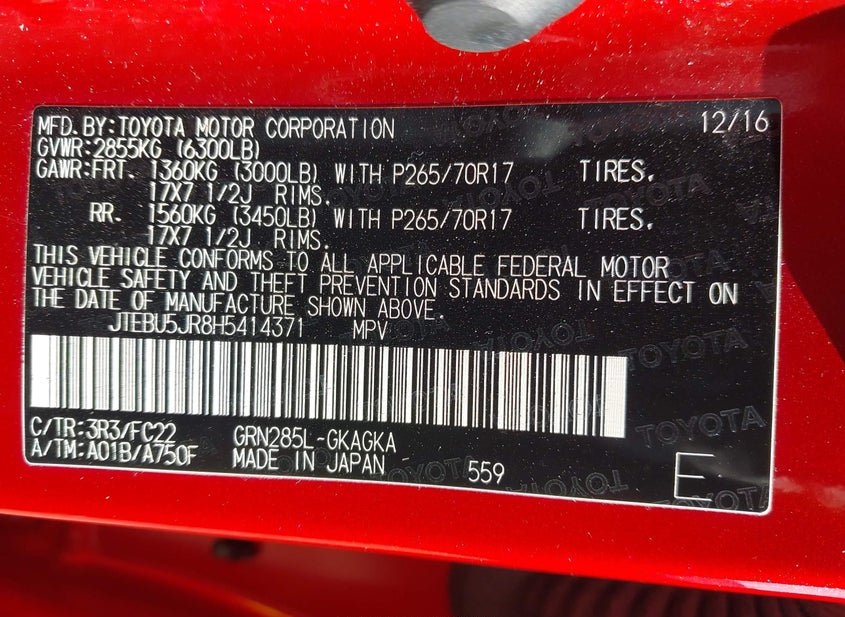 MFD.BY:TOYOTA MOTOR CORPORATION 12/16
GVWR:2855KG (6300LB)
GAWR:FRT. 1360KG (3000LB) WITH P265/70R17 TIRES.
17X7 1/2J RIMS.
RR. 1560KG (3450LB) WITH P265/70R17 TIRES.
17X7 1/2J RIMS.
THIS VEHICLE CONFORMS TO ALL APPLICABLE FEDERAL MOTOR
VEHICLE SAFETY AND THEFT PREVENTION STANDARDS IN EFFECT ON
THE DATE OF MANUFACTURE SHOWN ABOVE.
JTEBU5JR8H5414371 MPV
C/TR:3R3/FC22 GRN285L-GKAGKA
A/TM:A01B/A750F MADE IN JAPAN 559 E
TOYOTA
TOYOTA